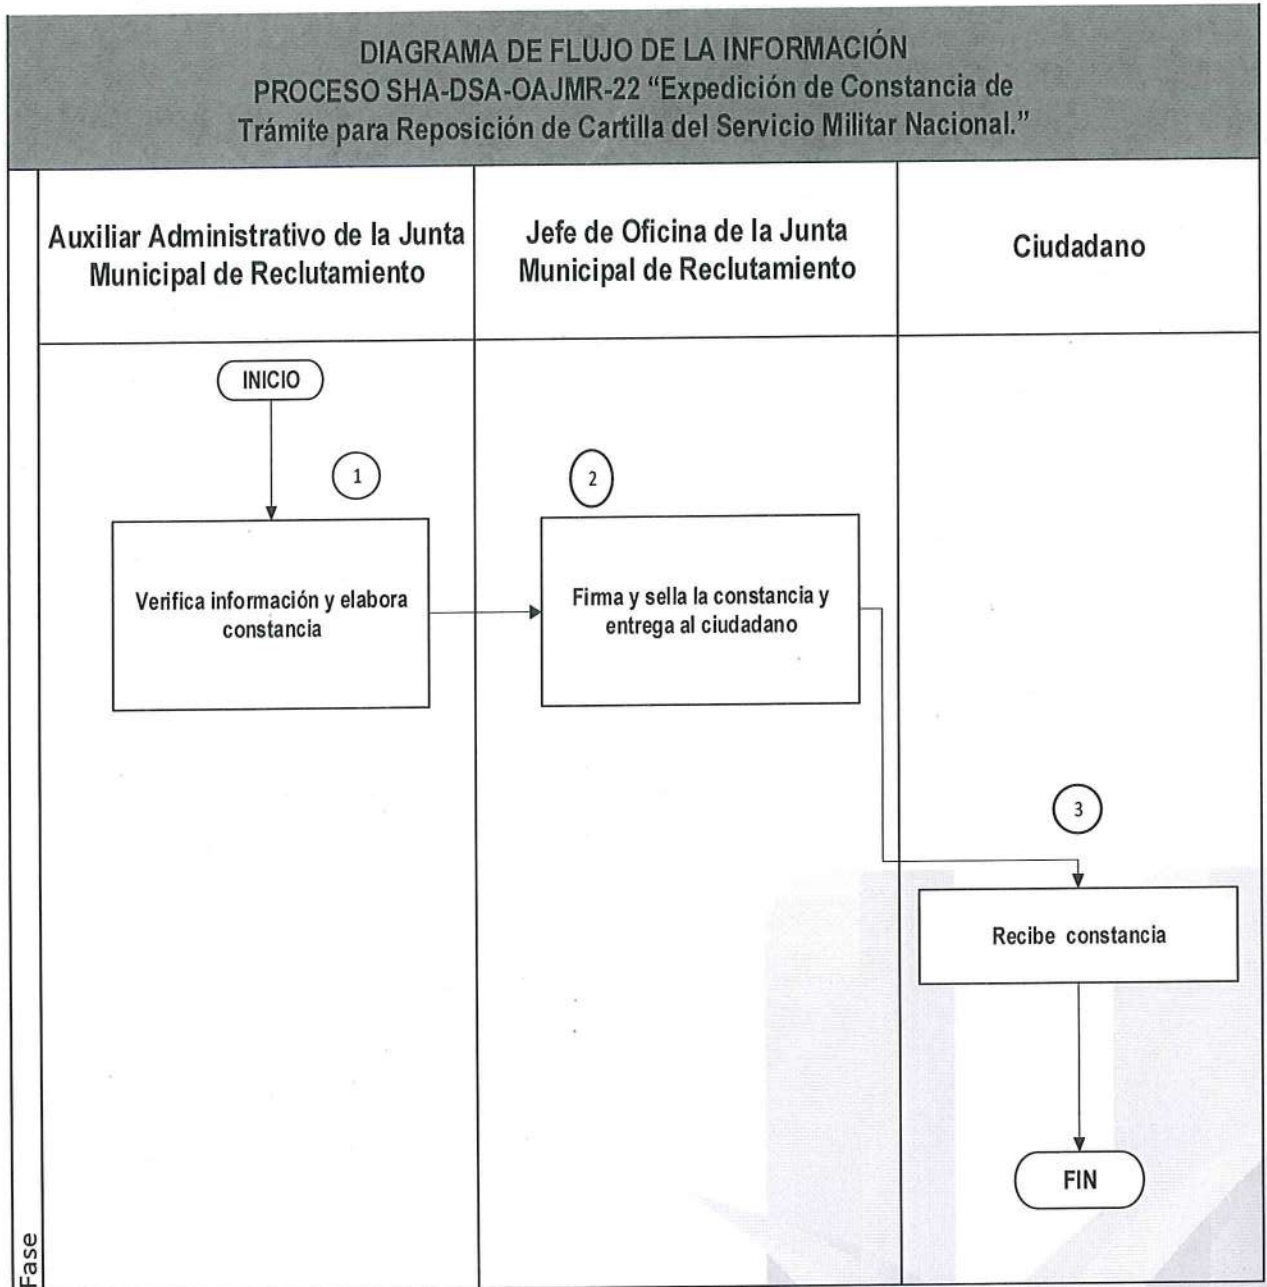 DIAGRAMA DE FLUJO DE LA INFORMACIÓN
PROCESO SHA-DSA-OAJMR-22 “Expedición de Constancia de
Trámite para Reposición de Cartilla del Servicio Militar Nacional.”
Auxiliar Administrativo de la Junta
Municipal de Reclutamiento
Jefe de Oficina de la Junta
Municipal de Reclutamiento
Ciudadano
INICIO
1
2
Verifica información y elabora
constancia
Firma y sella la constancia y
entrega al ciudadano
3
Recibe constancia
FIN
Fase